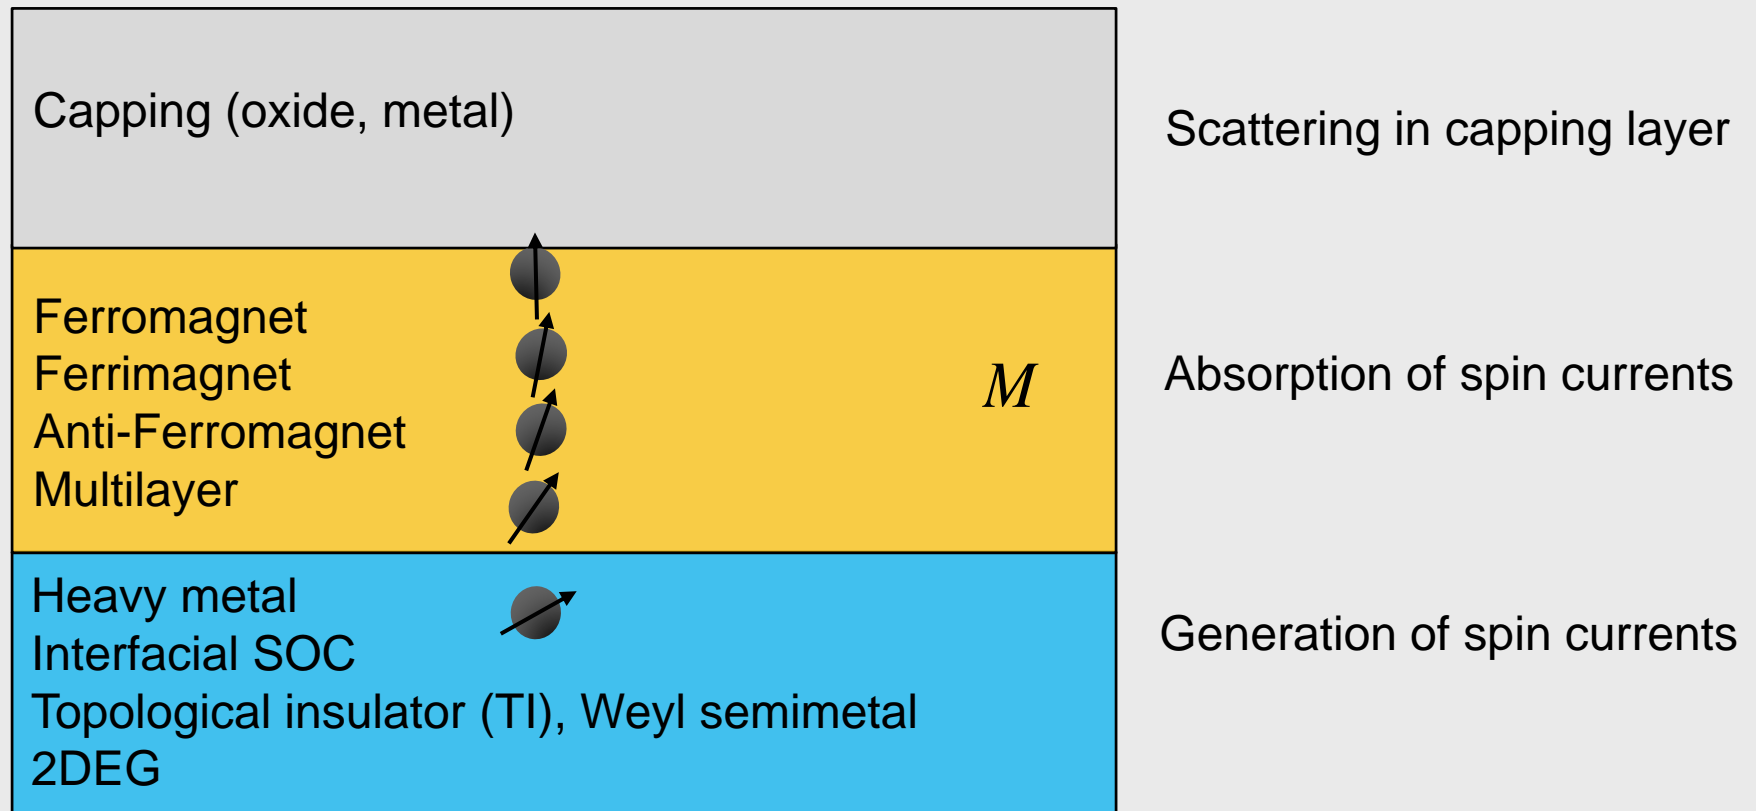 Capping (oxide, metal)
Scattering in capping layer
Ferromagnet
Ferrimagnet
Anti-Ferromagnet
Multilayer
M
Absorption of spin currents
Heavy metal
Interfacial SOC
Topological insulator (TI), Weyl semimetal
2DEG
Generation of spin currents